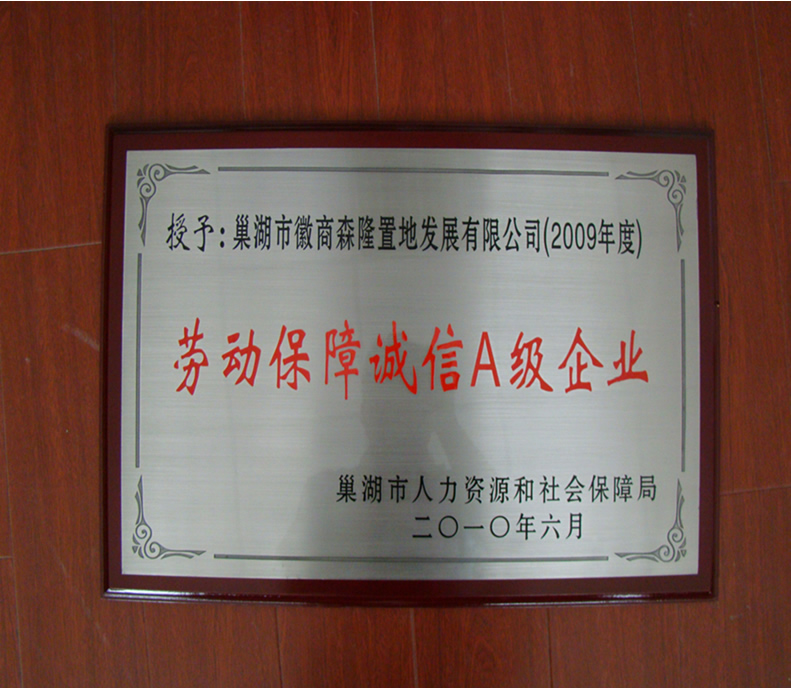 授予:巢湖市徽商森隆置地发展有限公司(2009年度)
劳动保障诚信A级企业
巢湖市人力资源和社会保障局
二〇一〇年六月